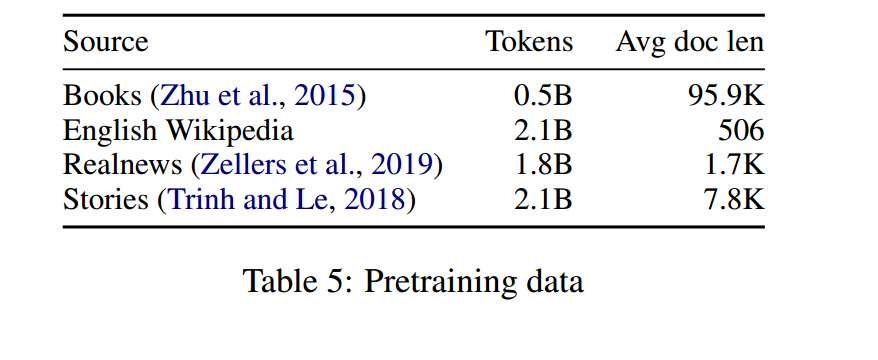 Source Tokens Avg doc len
Books (Zhu et al., 2015) 0.5B 95.9K
English Wikipedia 2.1B 506
Realnews (Zellers et al., 2019) 1.8B 1.7K
Stories (Trinh and Le, 2018) 2.1B 7.8K
Table 5: Pretraining data